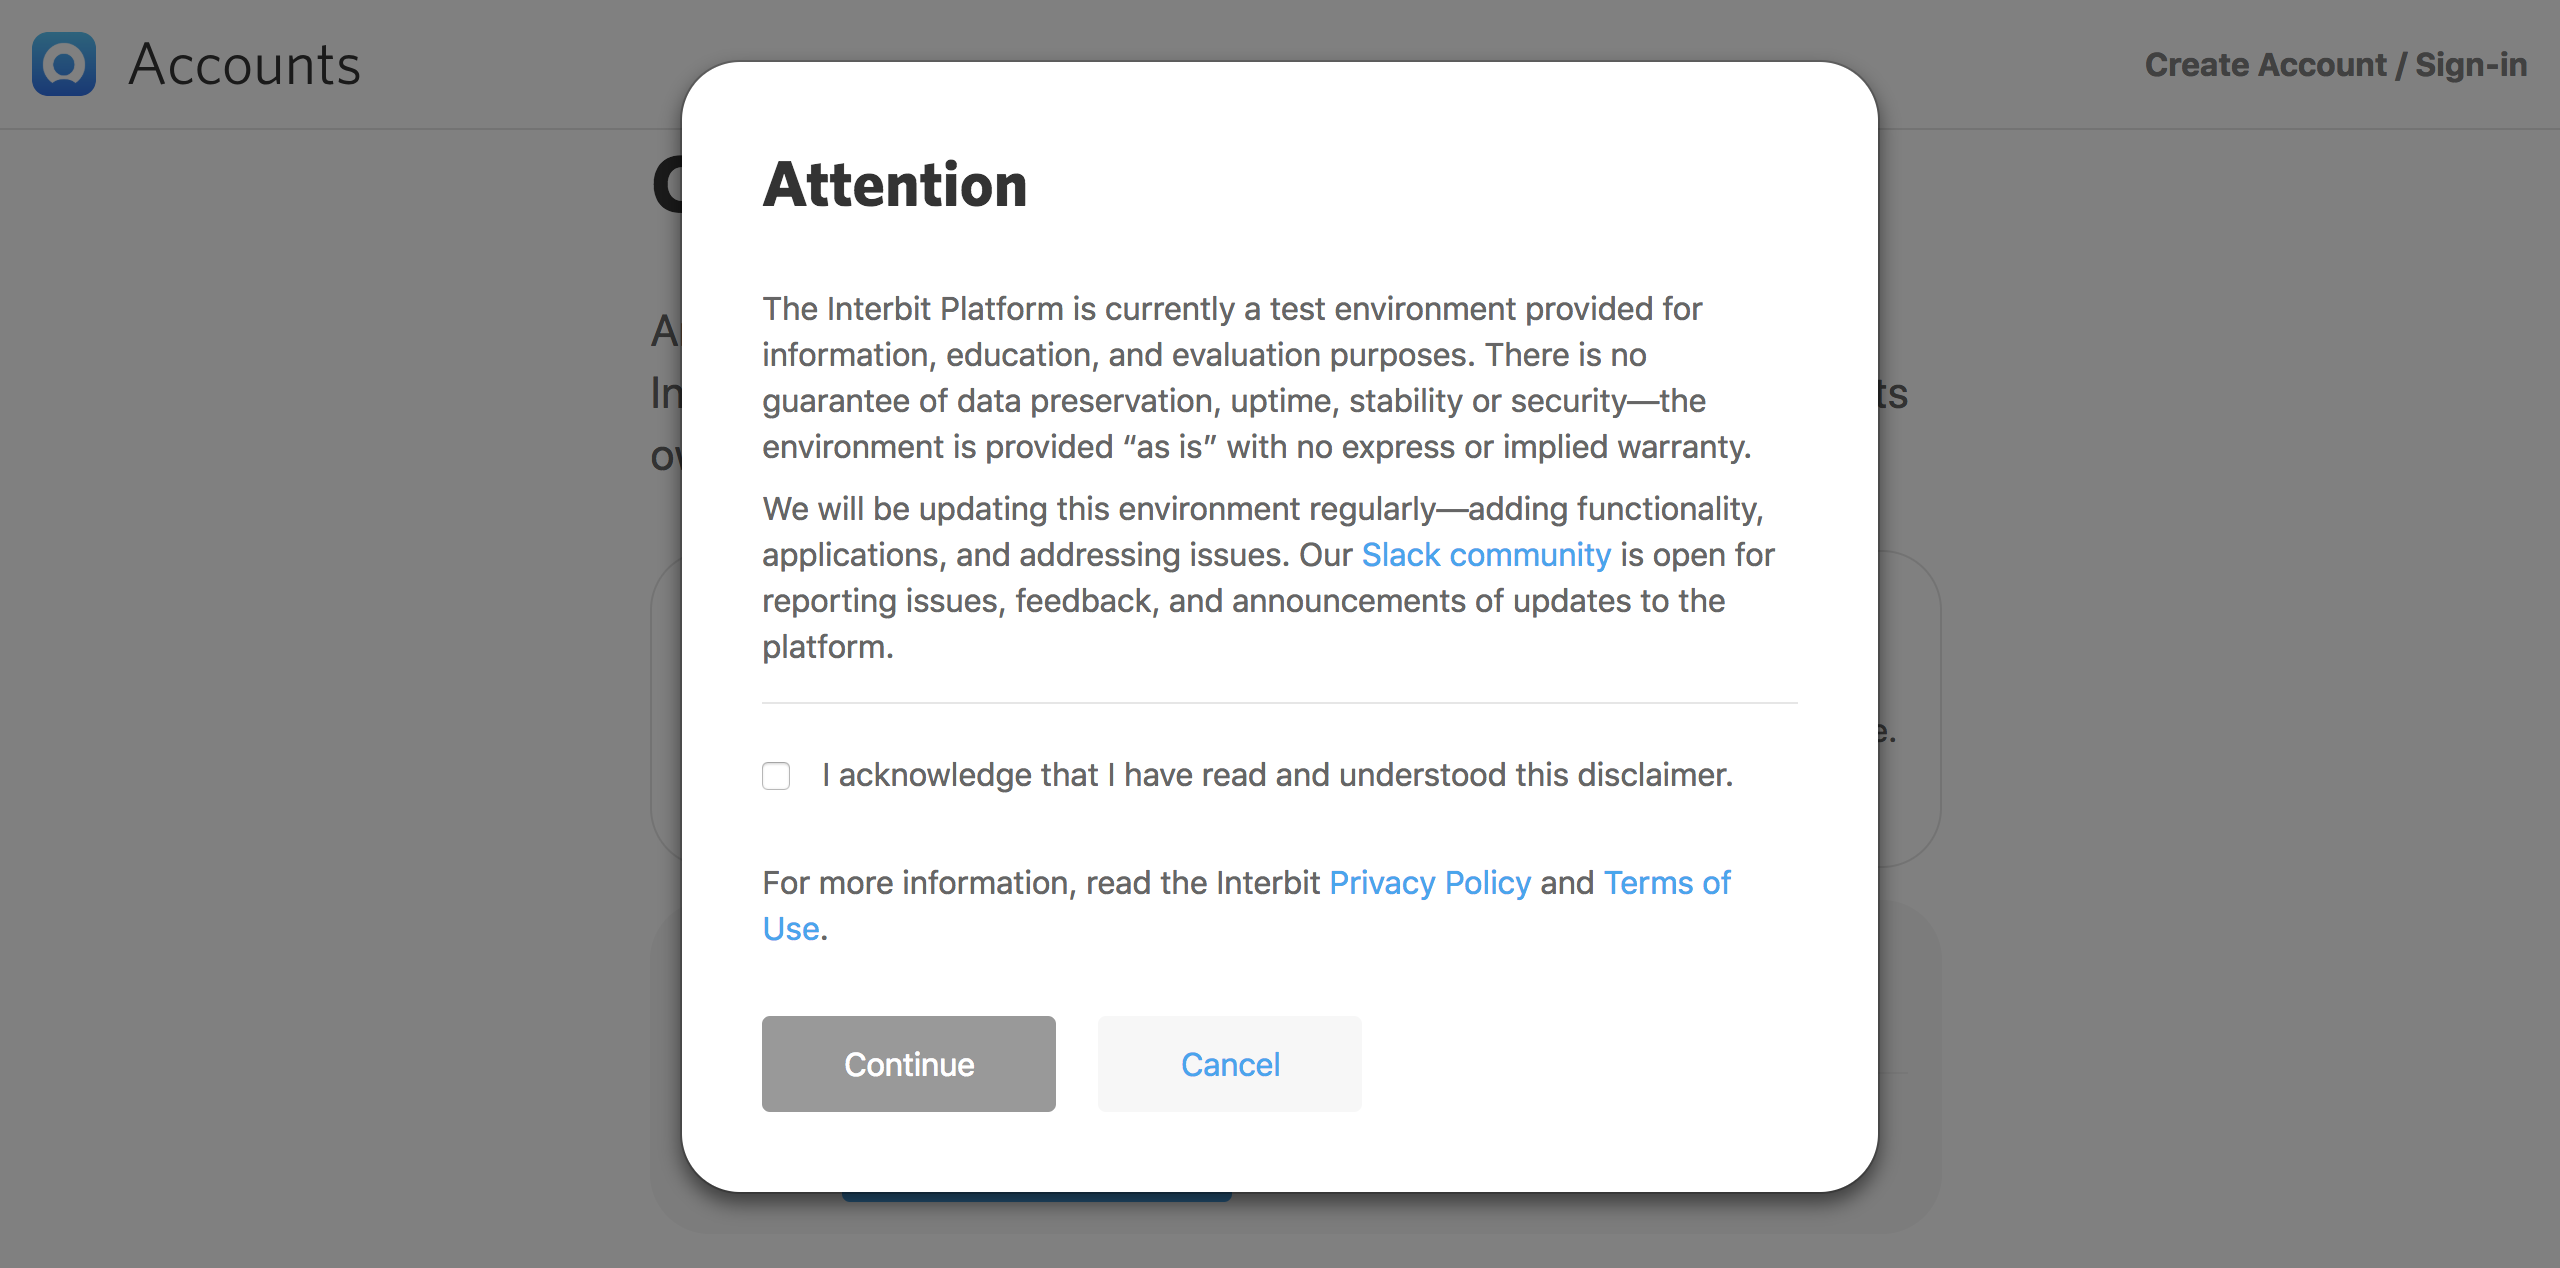 Accounts
Create Account / Sign-in
Attention
The Interbit Platform is currently a test environment provided for
information, education, and evaluation purposes. There is no
guarantee of data preservation, uptime, stability or security—the
environment is provided “as is” with no express or implied warranty.
We will be updating this environment regularly—adding functionality,
applications, and addressing issues. Our Slack community is open for
reporting issues, feedback, and announcements of updates to the
platform.
I acknowledge that I have read and understood this disclaimer.
For more information, read the Interbit Privacy Policy and Terms of
Use.
Continue
Cancel